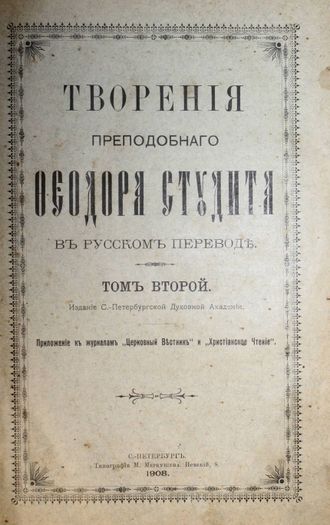 ТВОРЕНІЯ
ПРЕПОДОБНАГО
ѲЕОДОРА СТУДИТА
ВЪ РУССКОМЪ ПЕРЕВОДѢ.
ТОМЪ ВТОРОЙ.
Изданіе С.-Петербургской Духовной Академіи.
Приложеніе къ журналамъ „Церковный Вѣстникъ" и „Христіанское Чтеніе".
С.-ПЕТЕРБУРГЪ.
Типографія М. Меркушева. Невскій, 8.
1908.